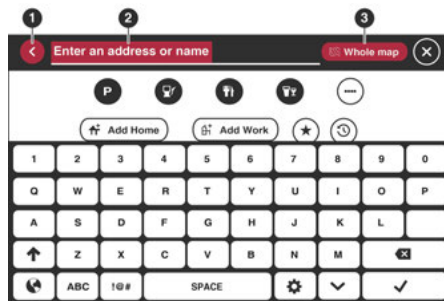 1 2 3
Enter an address or name Whole map
P
Add Home Add Work
1 2 3 4 5 6 7 8 9 0
Q W E R T Y U I O P
A S D F G H J K L
Z X C V B N M
ABC !@# SPACE